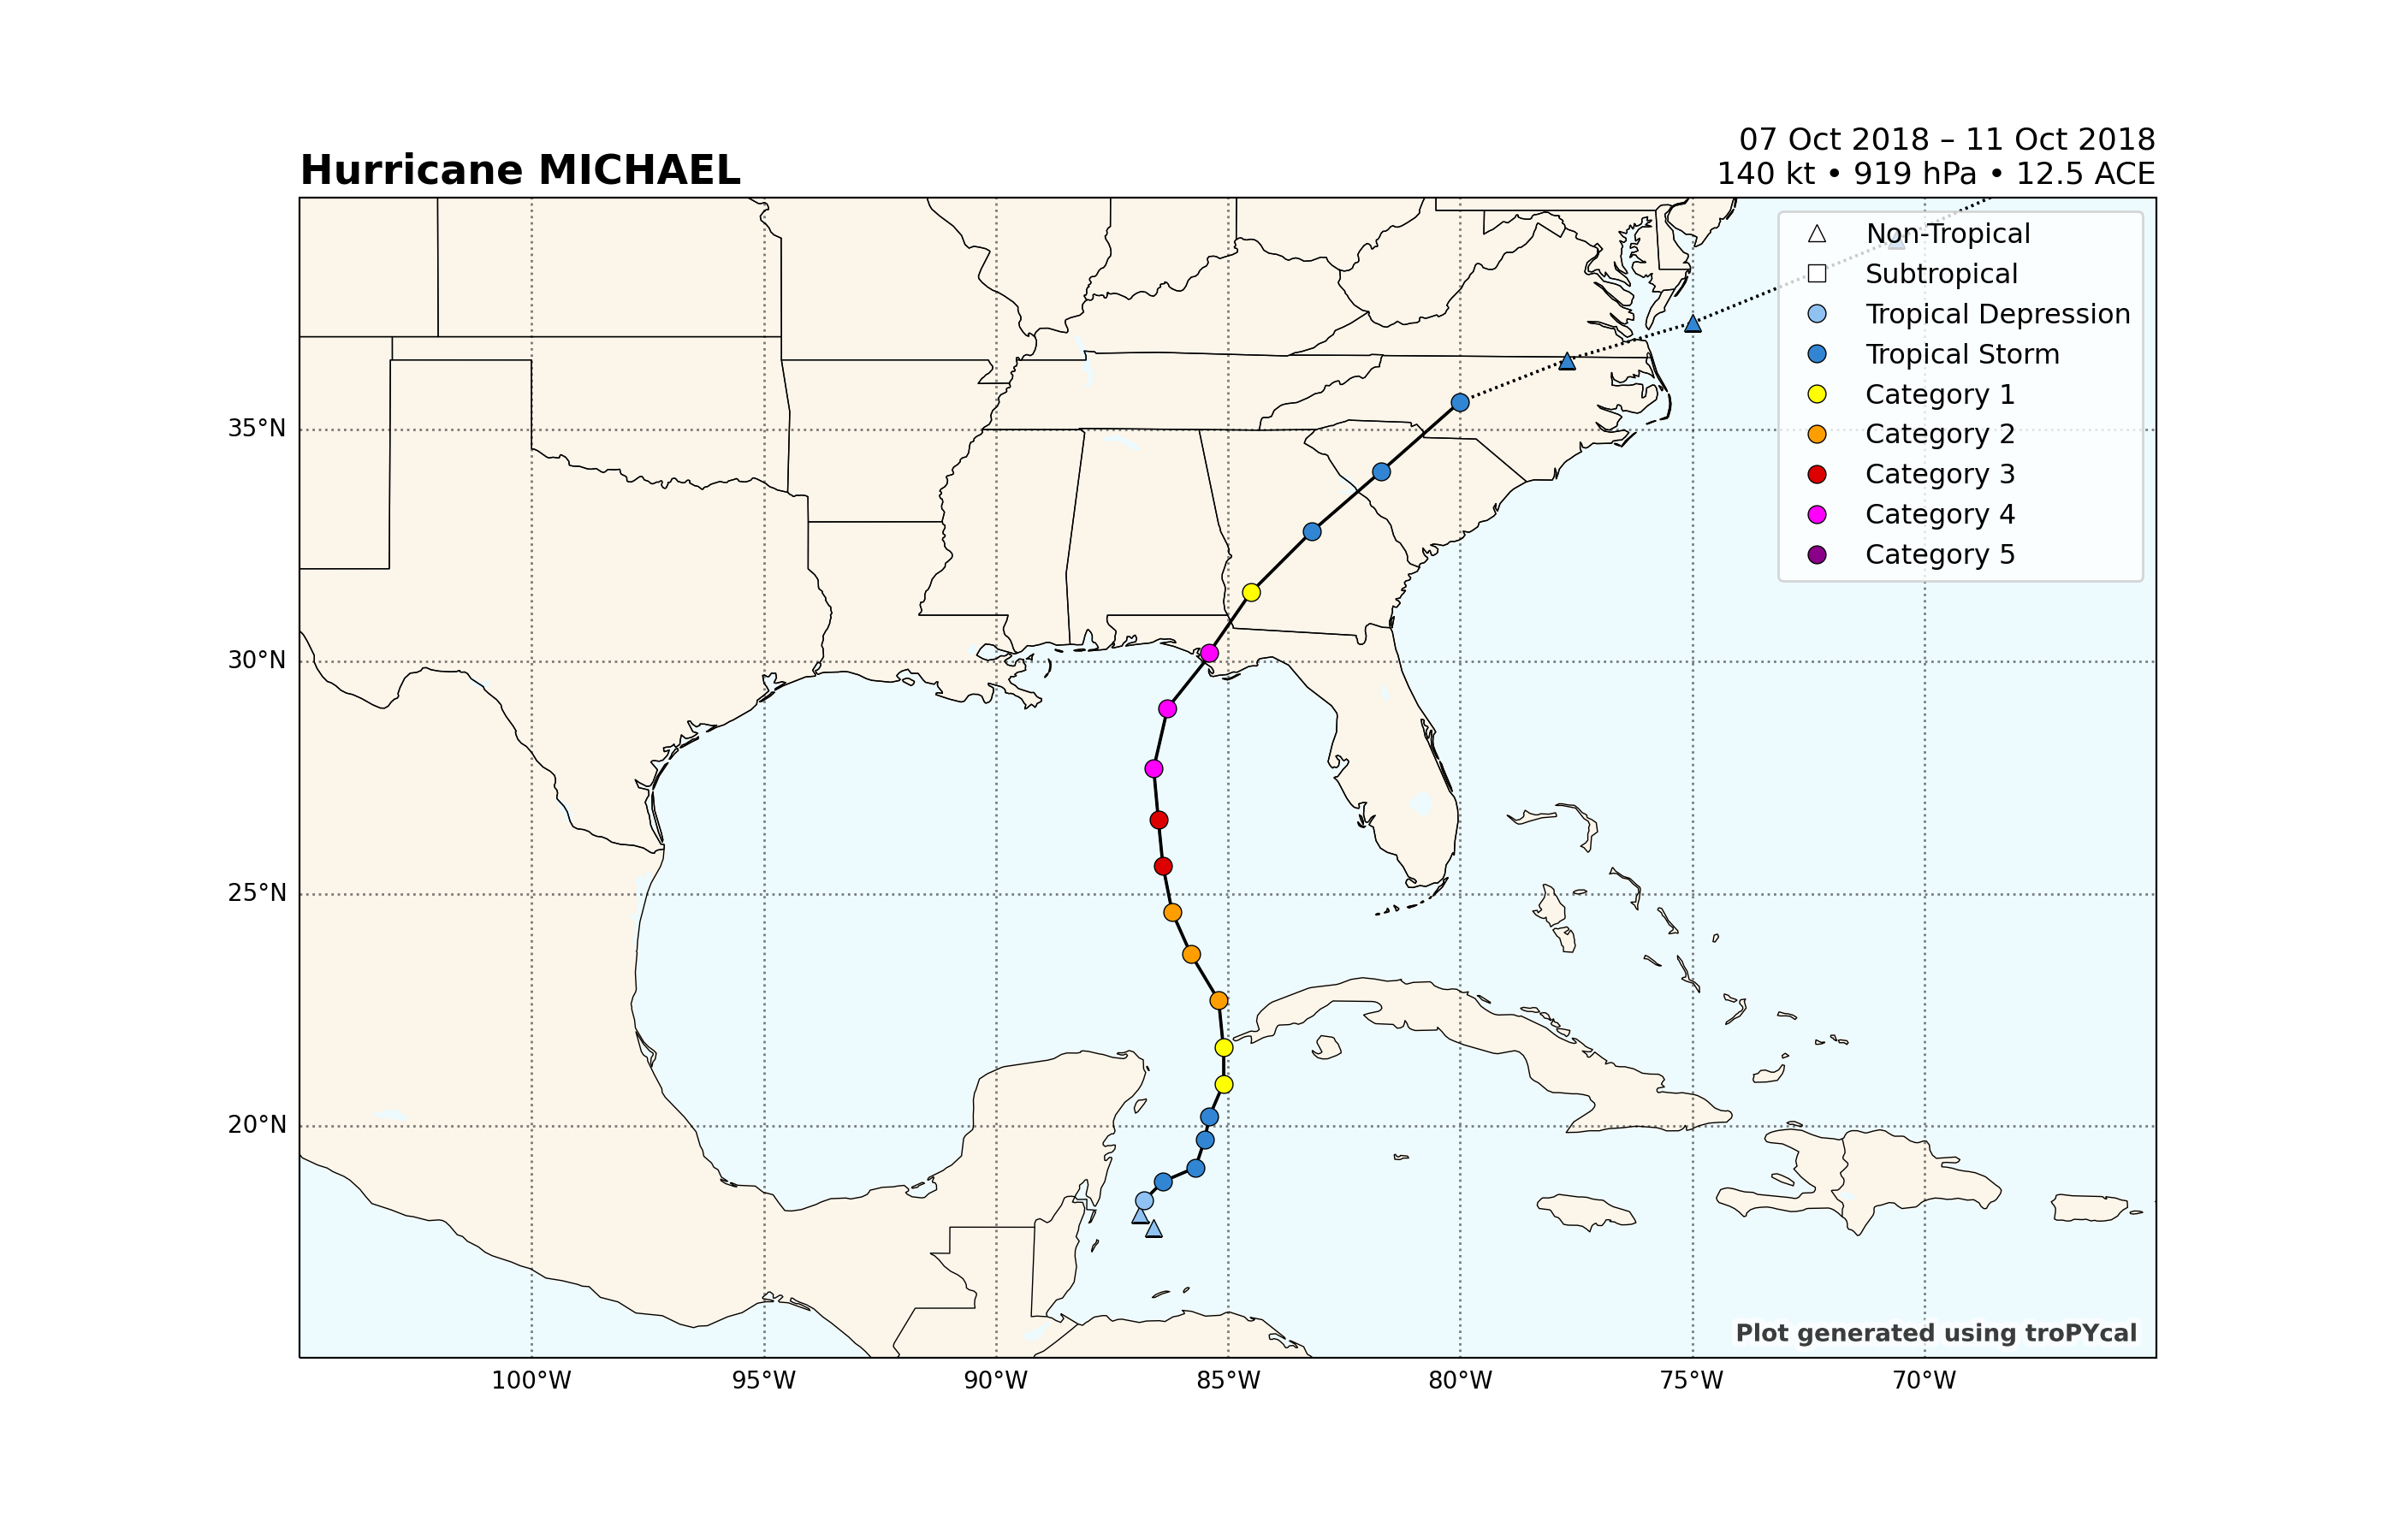 Hurricane MICHAEL
07 Oct 2018 – 11 Oct 2018
140 kt • 919 hPa • 12.5 ACE
Non-Tropical
Subtropical
Tropical Depression
Tropical Storm
Category 1
Category 2
Category 3
Category 4
Category 5
35°N
30°N
25°N
20°N
Plot generated using troPYcal
100°W
95°W
90°W
85°W
80°W
75°W
70°W